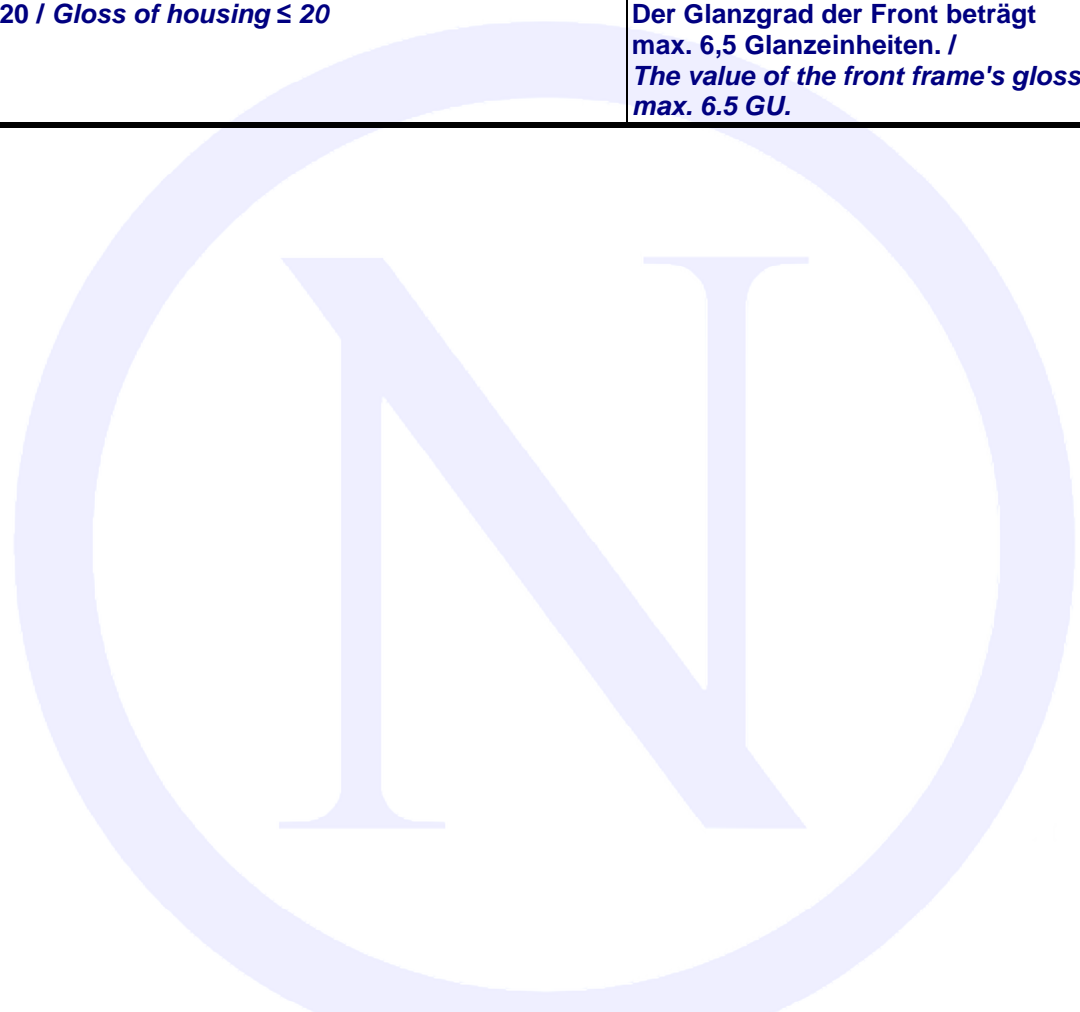 20 / Gloss of housing ≤ 20
Der Glanzgrad der Front beträgt
max. 6,5 Glanzeinheiten. /
The value of the front frame's gloss
max. 6.5 GU.
N